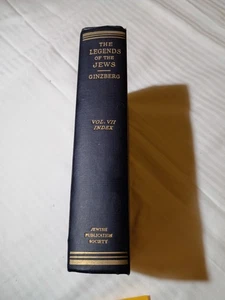 THE
LEGENDS
OF THE
JEWS
GINZBERG
VOL. VII
INDEX
JEWISH
PUBLICATION
SOCIETY